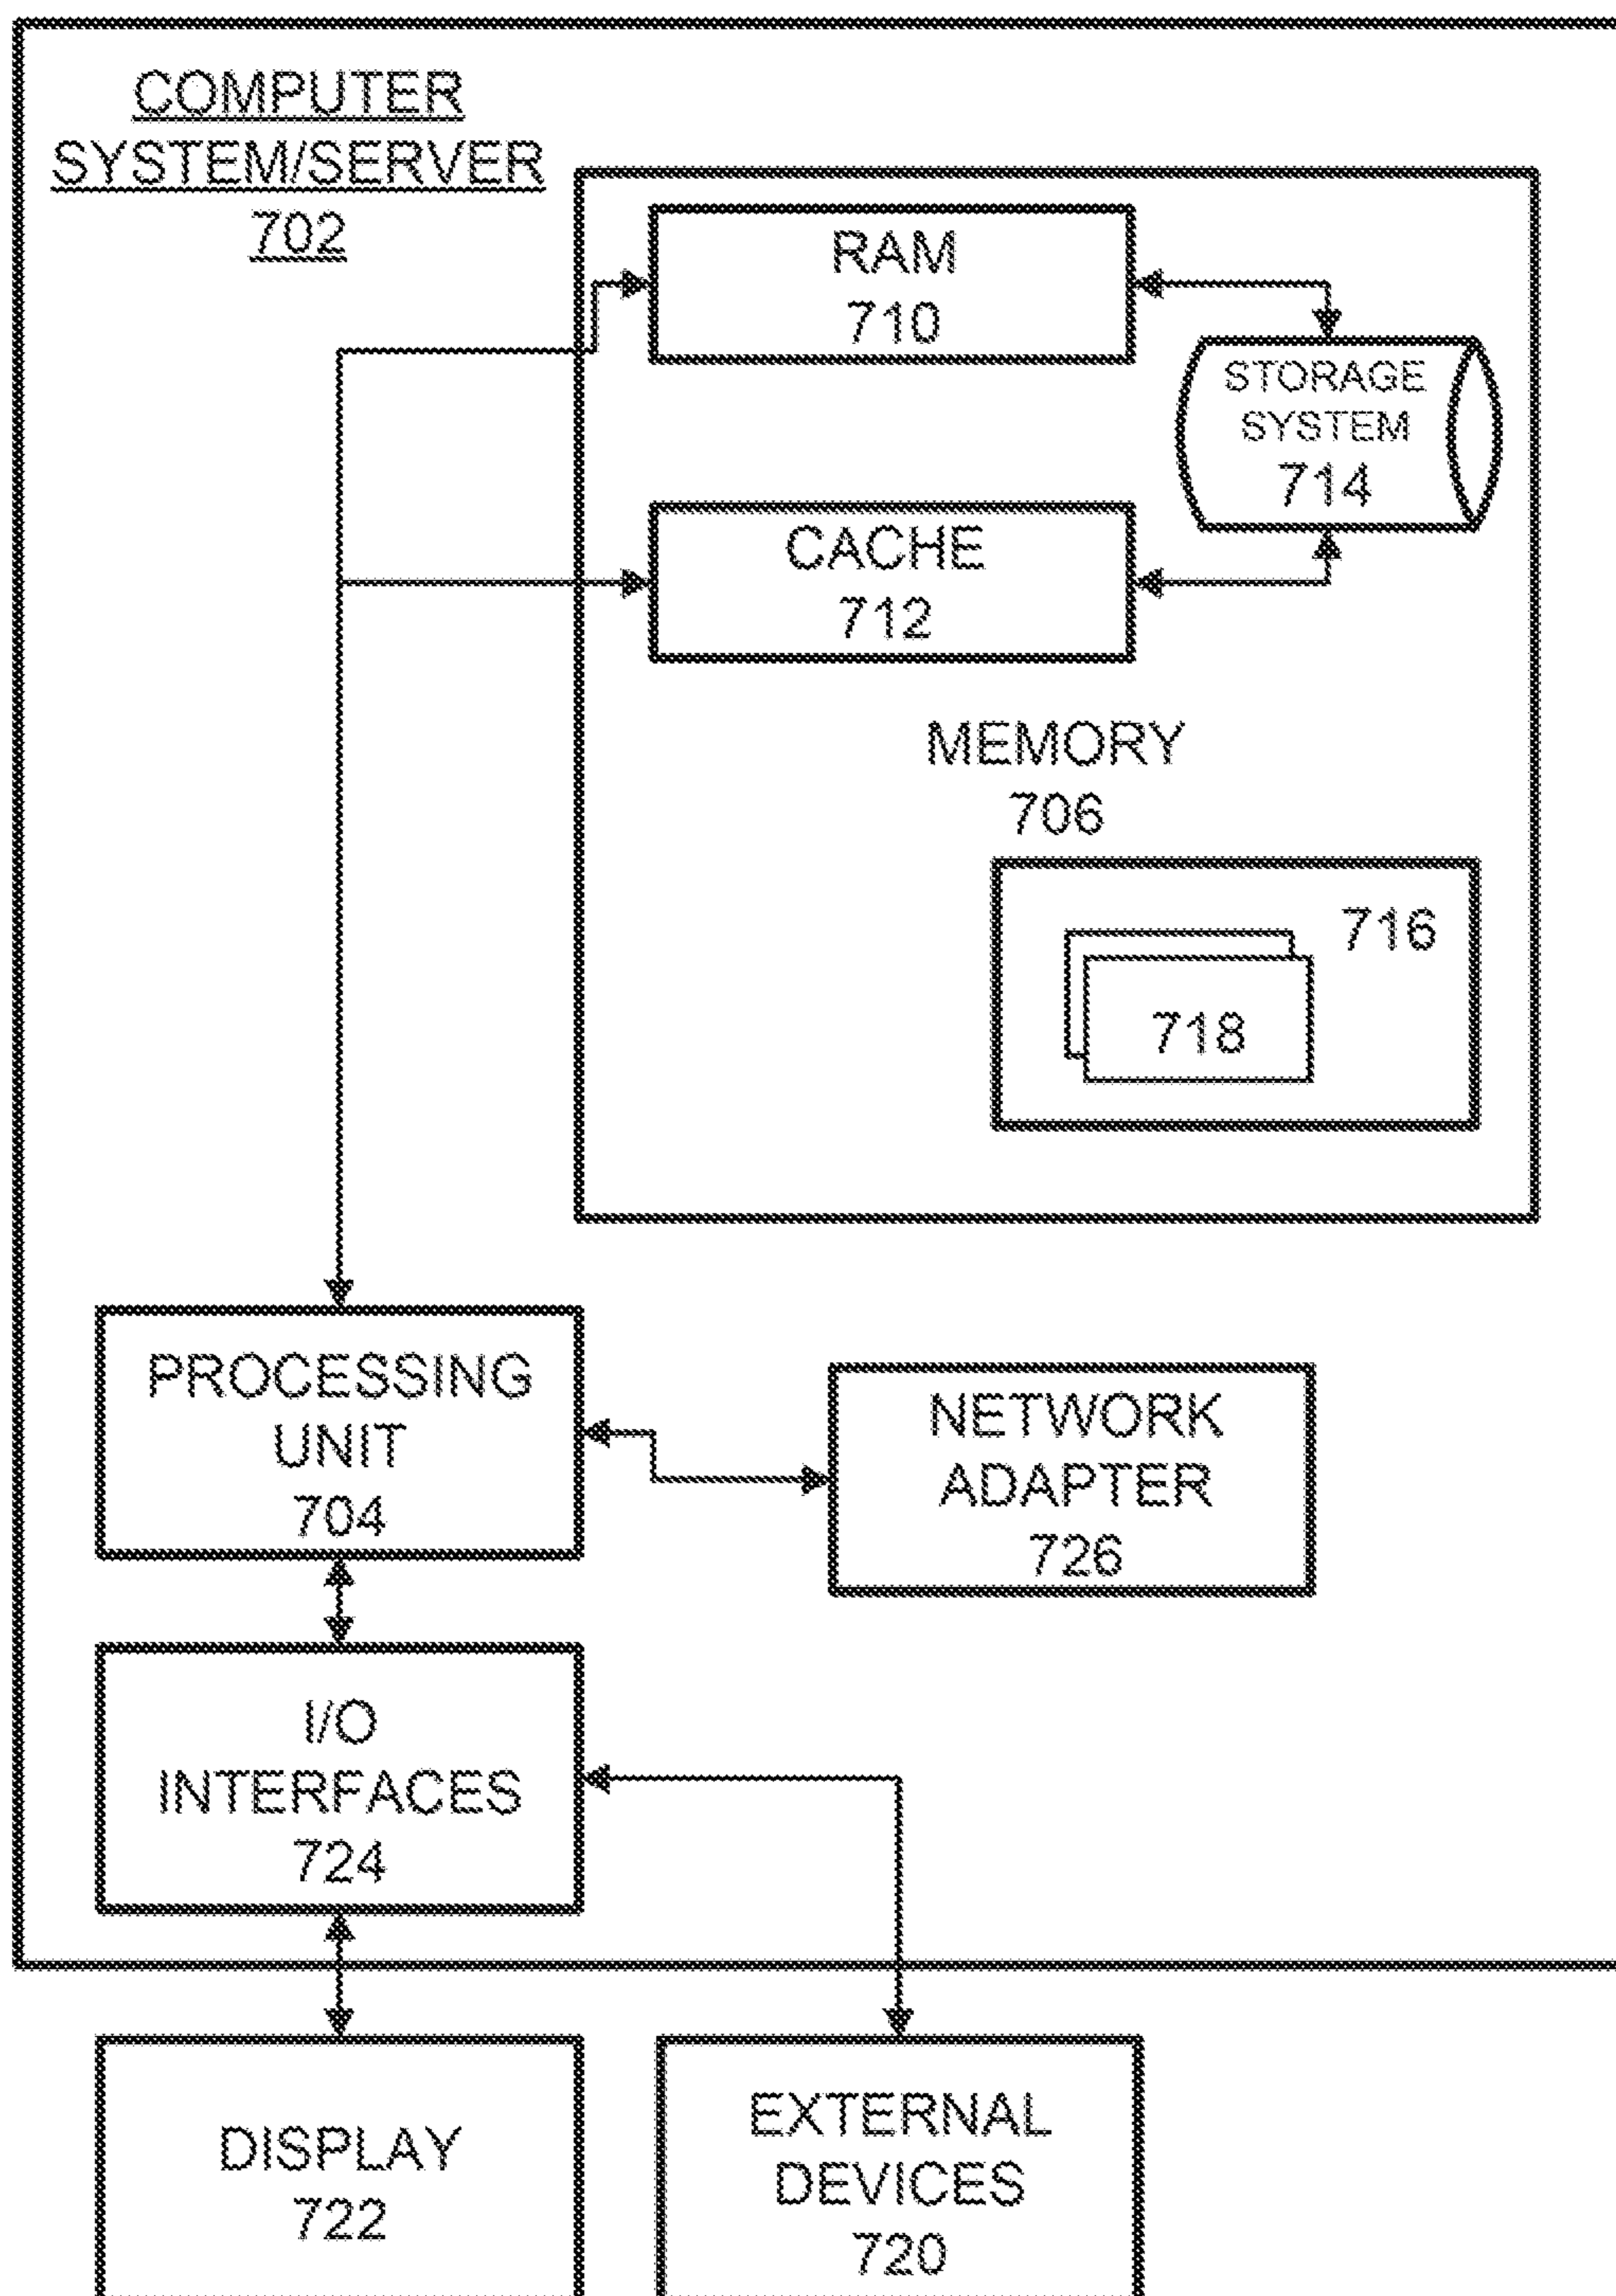 COMPUTER
SYSTEM/SERVER
702
RAM
710
STORAGE
SYSTEM
714
CACHE
712
MEMORY
706
716
718
PROCESSING
UNIT
704
NETWORK
ADAPTER
726
I/O
INTERFACES
724
DISPLAY
722
EXTERNAL
DEVICES
720